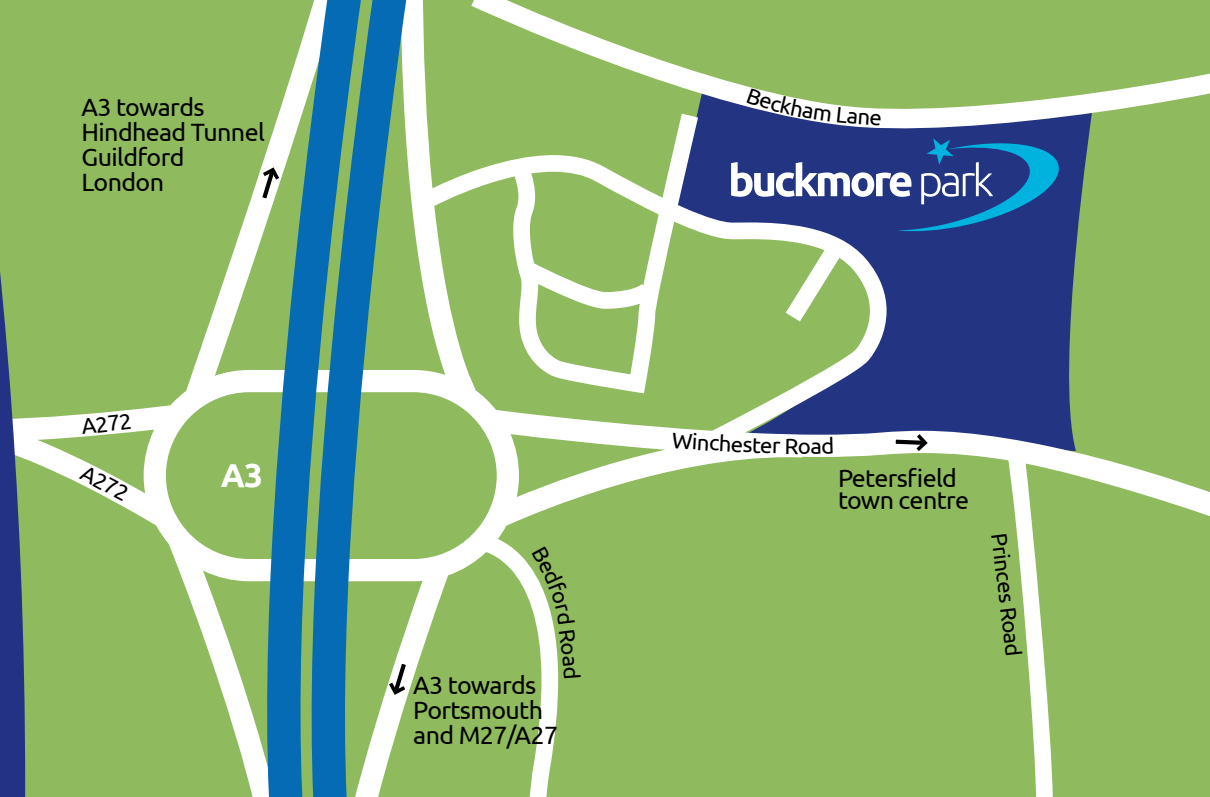 Beckham Lane
A3 towards
Hindhead Tunnel
Guildford
London
buckmore park
A272
A272
A3
Winchester Road
Petersfield
town centre
Bedford Road
Princes Road
A3 towards
Portsmouth
and M27/A27